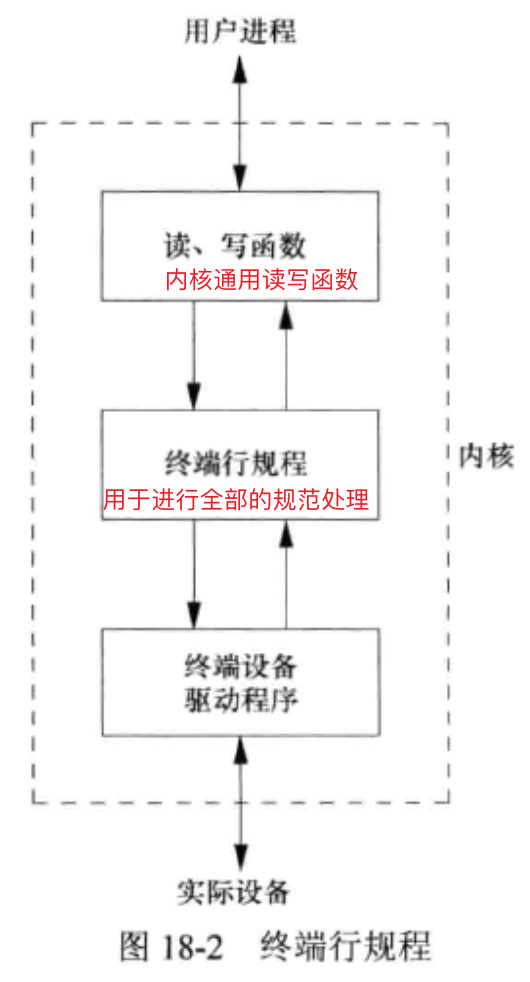 用户进程
读、写函数
内核通用读写函数
终端行规程
用于进行全部的规范处理
内核
终端设备
驱动程序
实际设备
图 18-2 终端行规程